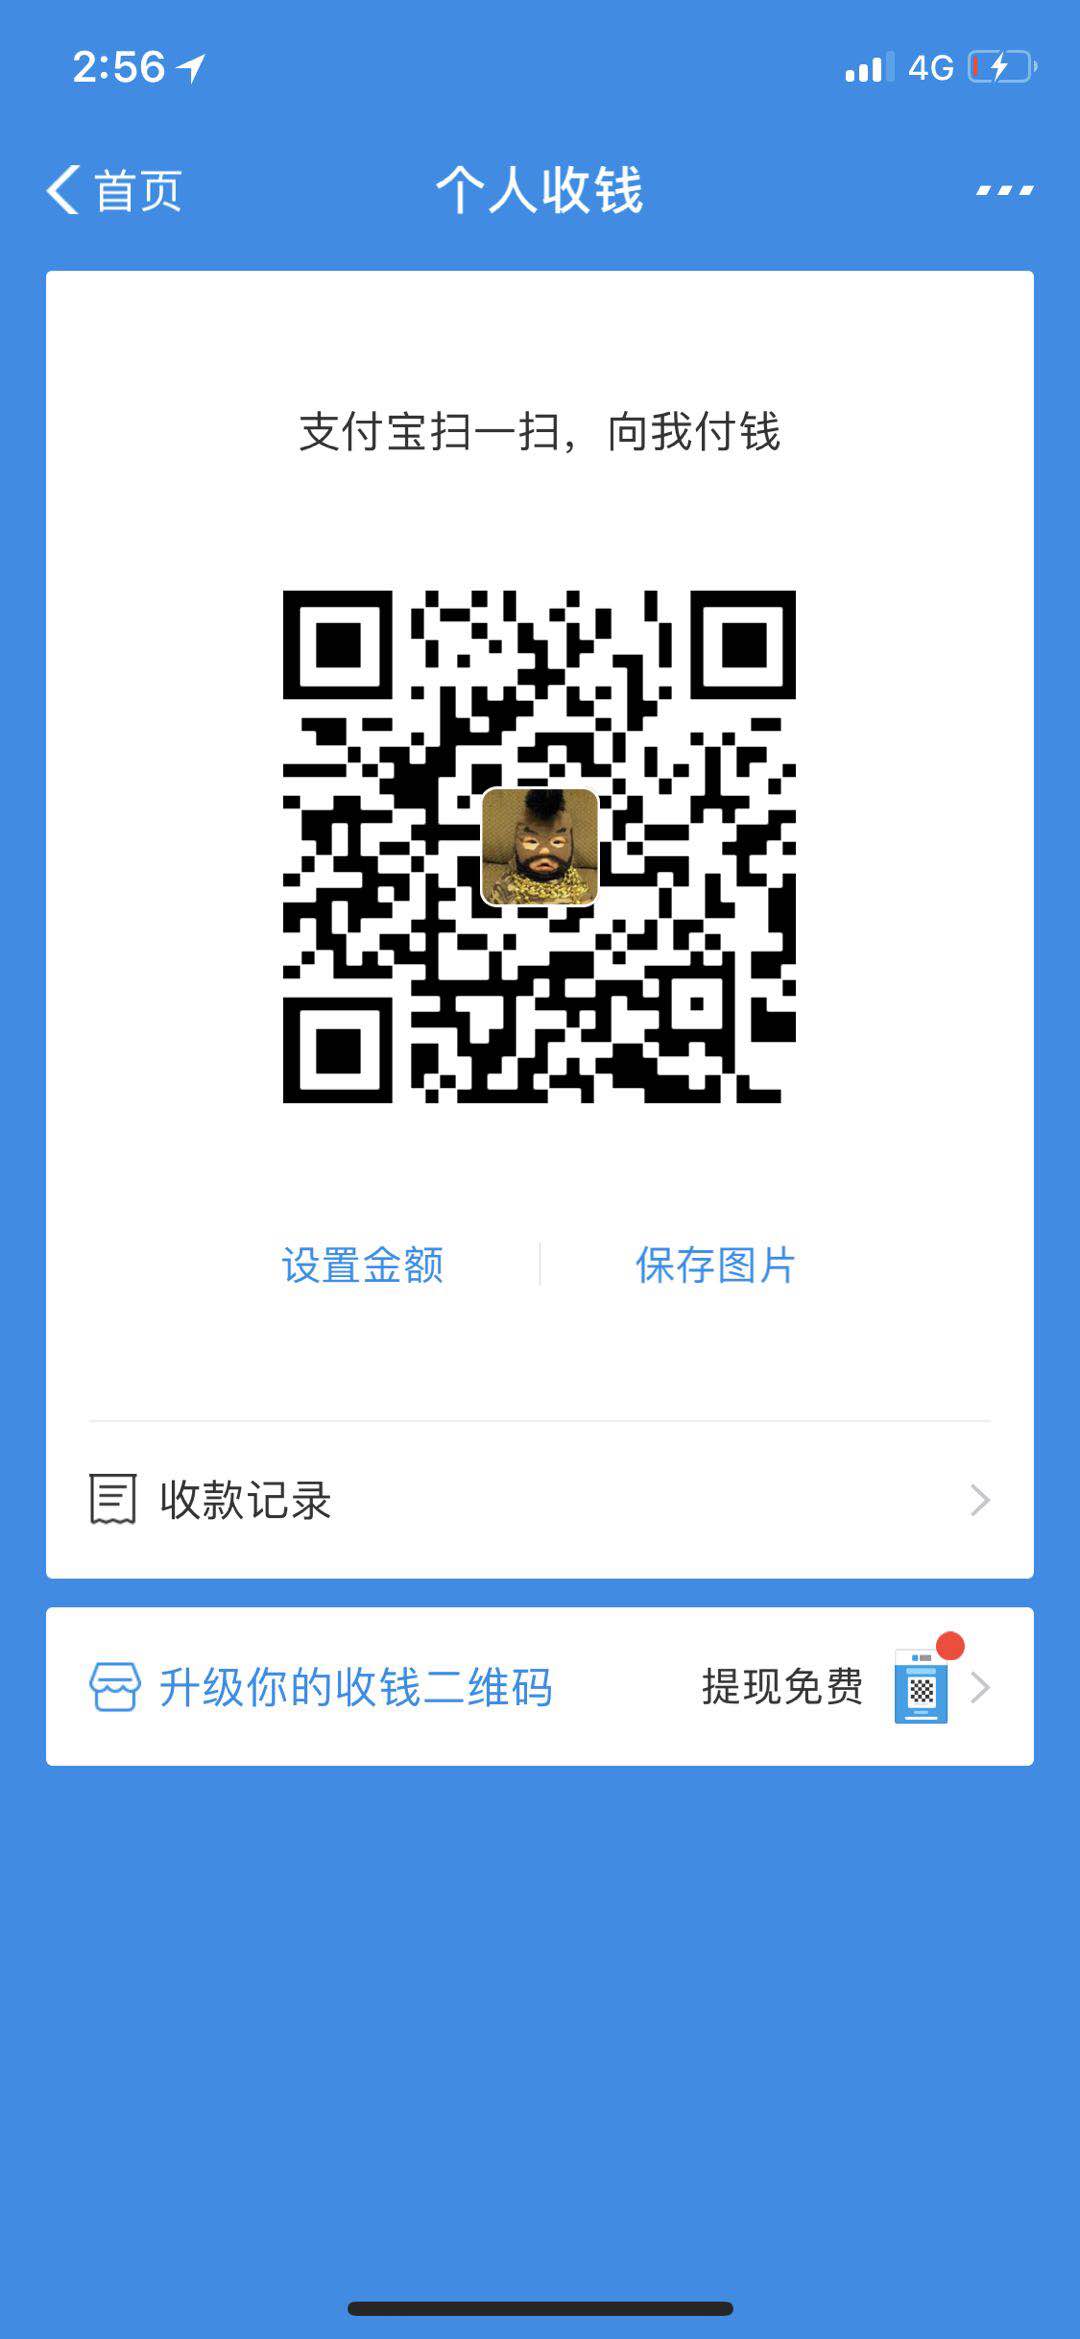 2:56
4G
首页
个人收钱
支付宝扫一扫，向我付钱
设置金额
保存图片
收款记录
升级你的收钱二维码
提现免费